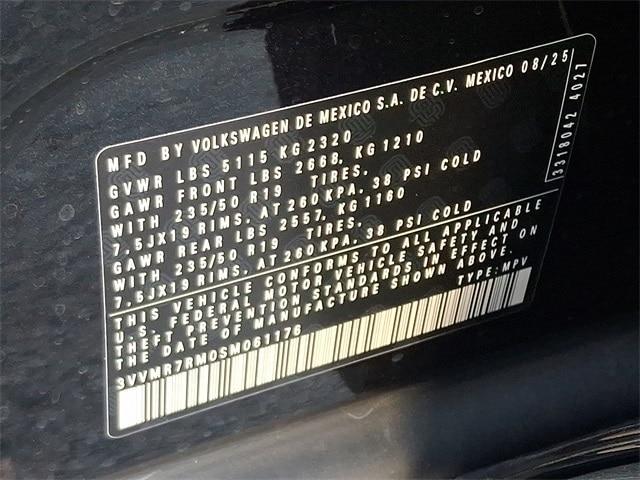 MFD BY VOLKSWAGEN DE MEXICO S.A. DE C.V. MEXICO 08/25
GVWR LBS 5115 KG 2320
GAWR FRONT LBS 2668, KG 1210
WITH 235/50 R19 TIRES,
7,5JX19 RIMS, AT 260 KPA, 38 PSI COLD
GAWR REAR LBS 2557, KG 1160
WITH 235/50 R19 TIRES,
7,5JX19 RIMS, AT 260 KPA, 38 PSI COLD
THIS VEHICLE CONFORMS TO ALL APPLICABLE
U.S. FEDERAL MOTOR VEHICLE SAFETY AND
THEFT PREVENTION STANDARDS IN EFFECT ON
THE DATE OF MANUFACTURE SHOWN ABOVE.
TYPE: MPV
3VVMR7RM0SM061176
3318042 4027